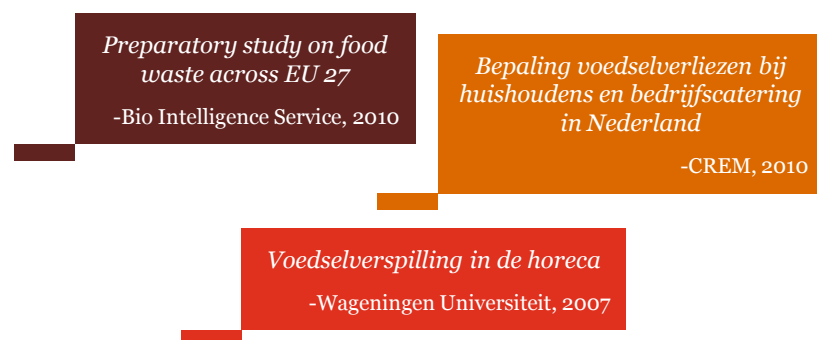 Preparatory study on food
waste across EU 27
-Bio Intelligence Service, 2010
Bepaling voedselverliezen bij
huishoudens en bedrijfscatering
in Nederland
-CREM, 2010
Voedselverspilling in de horeca
-Wageningen Universiteit, 2007